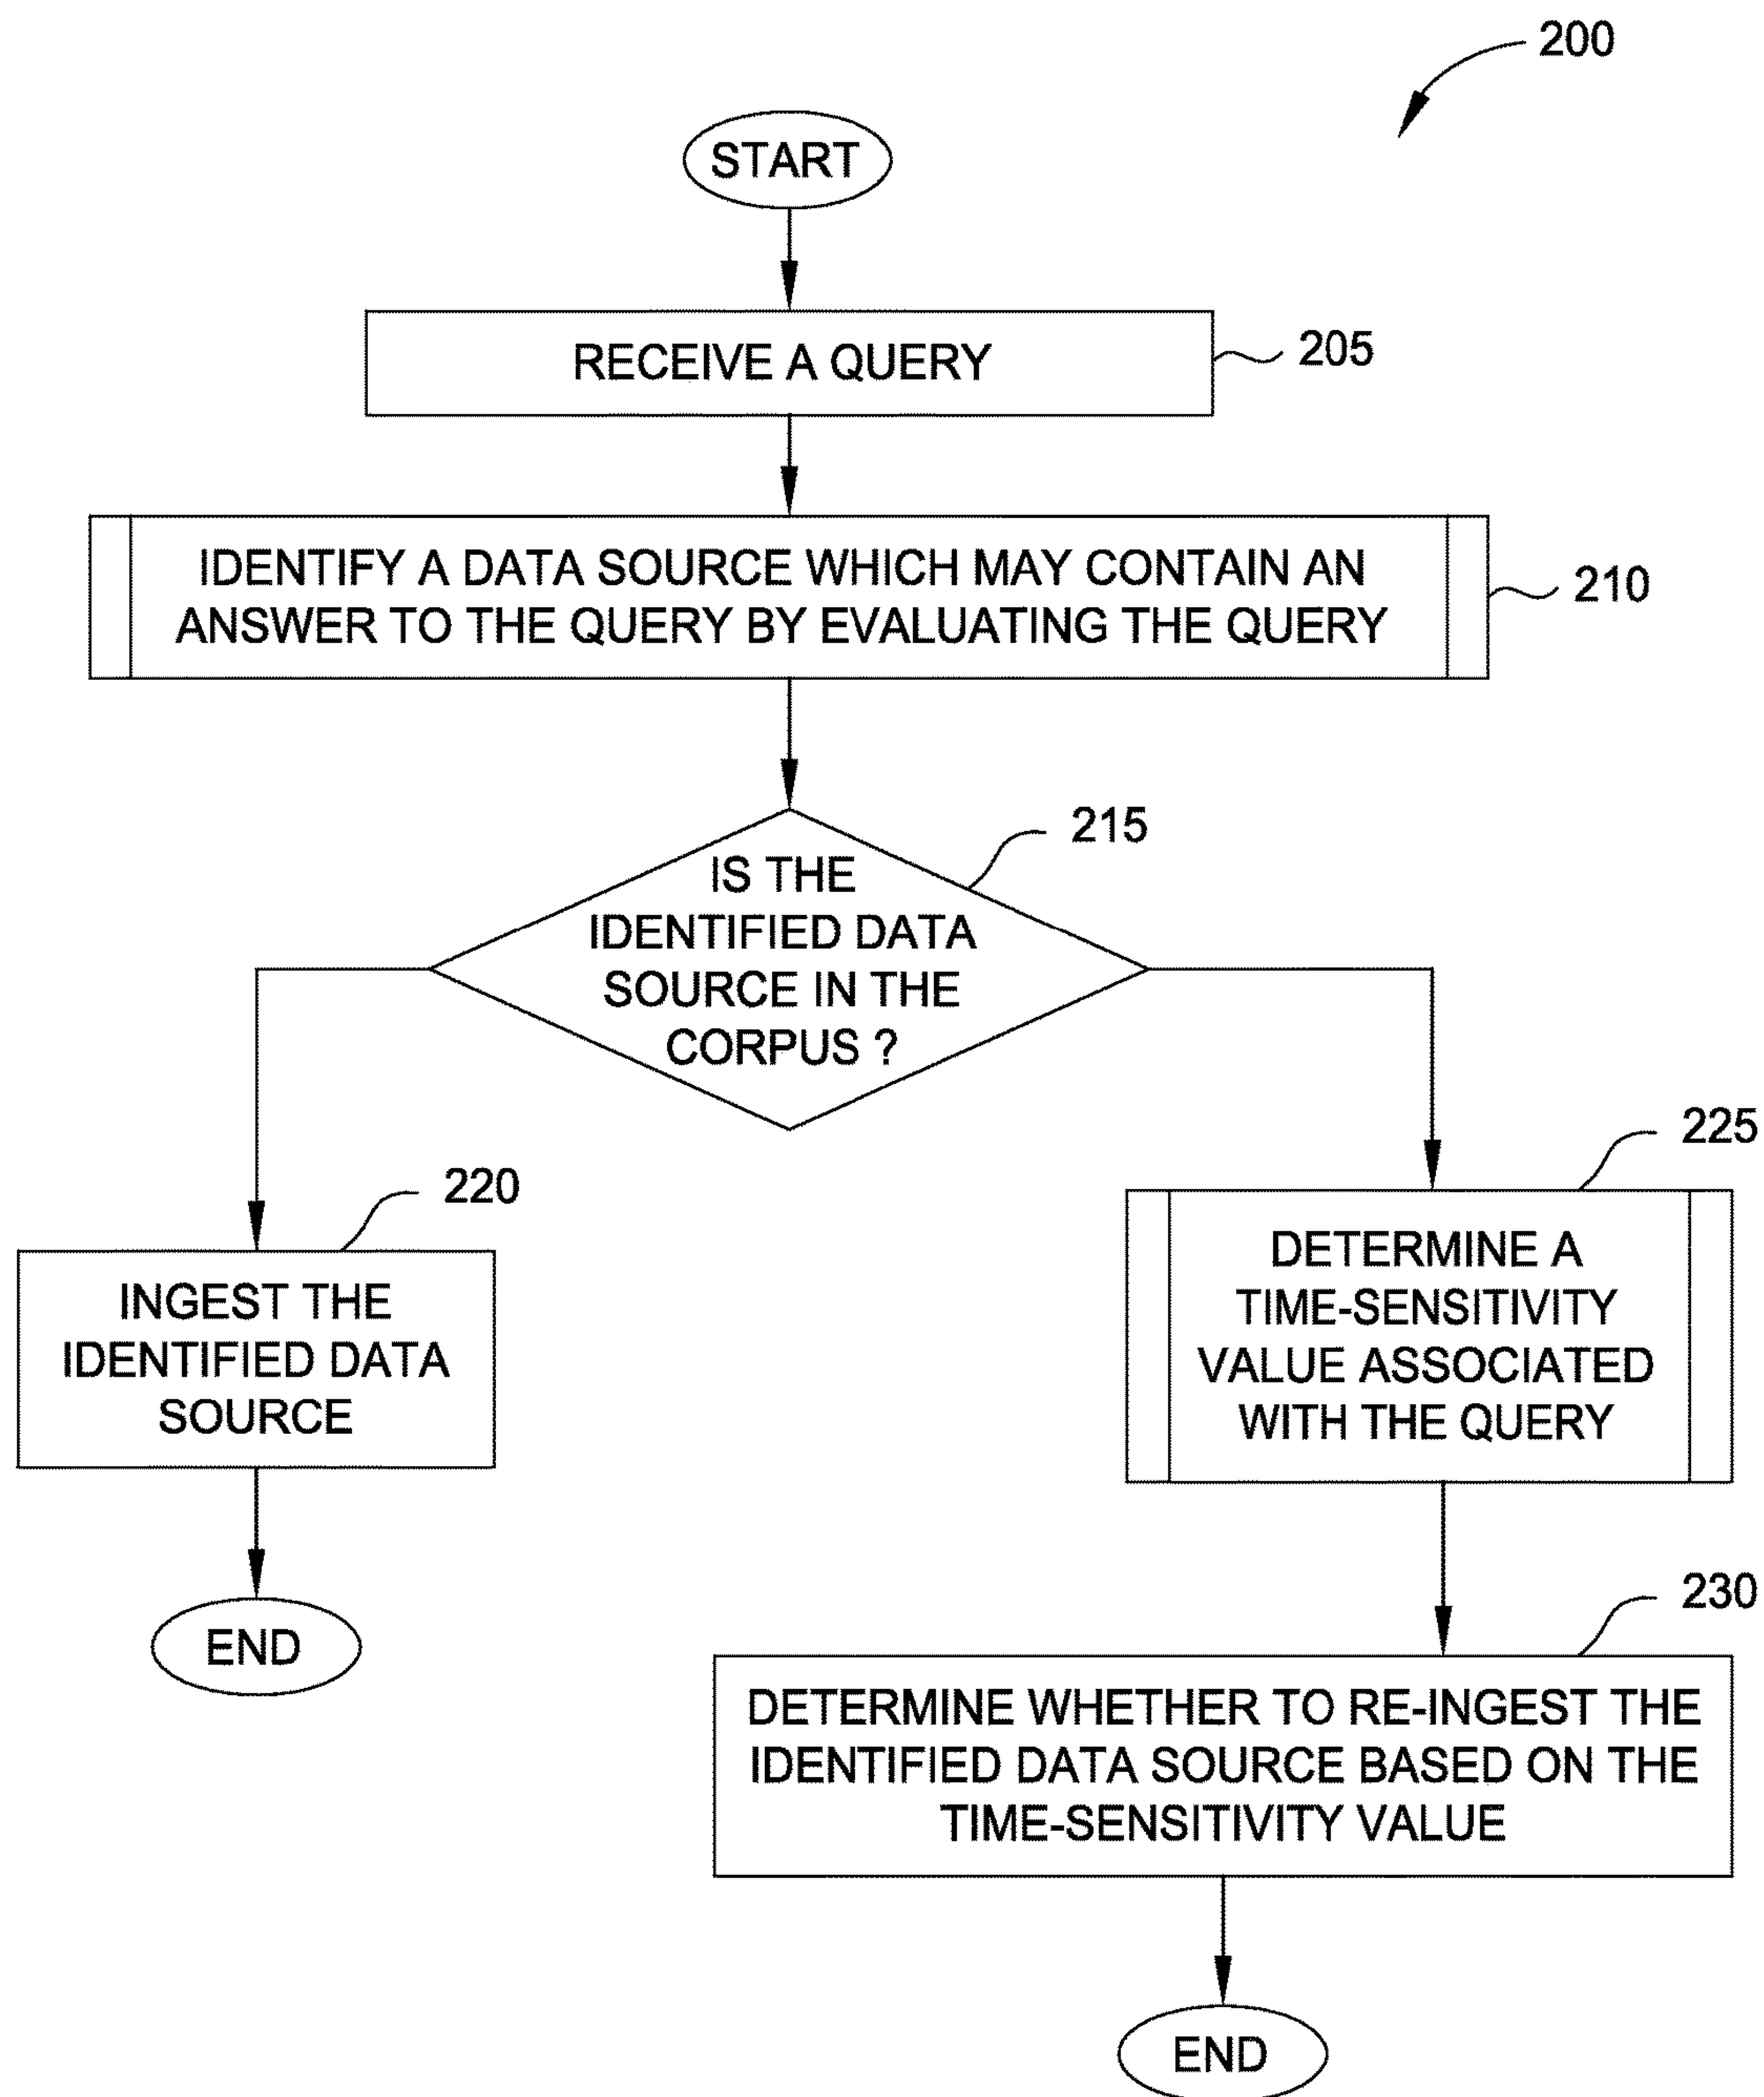 200
START
RECEIVE A QUERY
205
IDENTIFY A DATA SOURCE WHICH MAY CONTAIN AN
ANSWER TO THE QUERY BY EVALUATING THE QUERY
210
215
IS THE
IDENTIFIED DATA
SOURCE IN THE
CORPUS ?
220
INGEST THE
IDENTIFIED DATA
SOURCE
END
225
DETERMINE A
TIME-SENSITIVITY
VALUE ASSOCIATED
WITH THE QUERY
230
DETERMINE WHETHER TO RE-INGEST THE
IDENTIFIED DATA SOURCE BASED ON THE
TIME-SENSITIVITY VALUE
END